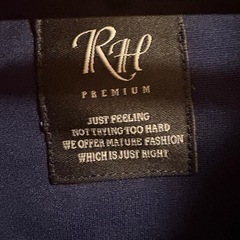 RH
PREMIUM
JUST FEELING
NOT TRYING TOO HARD
WE OFFER MATURE FASHION
WHICH IS JUST RIGHT